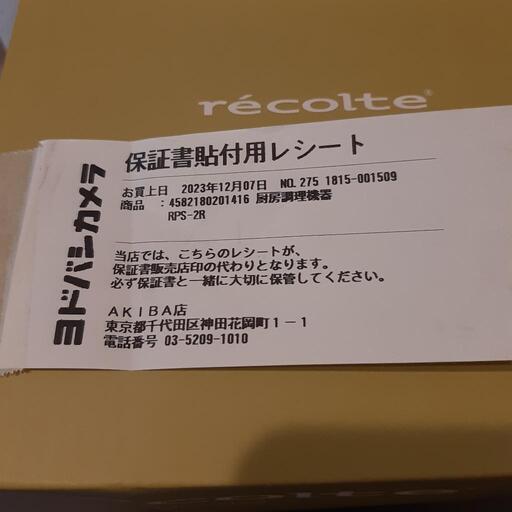 récolte
ヨドバシカメラ
保証書貼付用レシート
お買上日 2023年12月07日 NO.275 1815-001509
商品 : 4582180201416 厨房調理機器
RPS-2R
当店では、こちらのレシートが、
保証書販売店印の代わりとなります。
必ず保証書と一緒に大切に保管してください。
AKIBA店
東京都千代田区神田花岡町1-1
電話番号 03-5209-1010